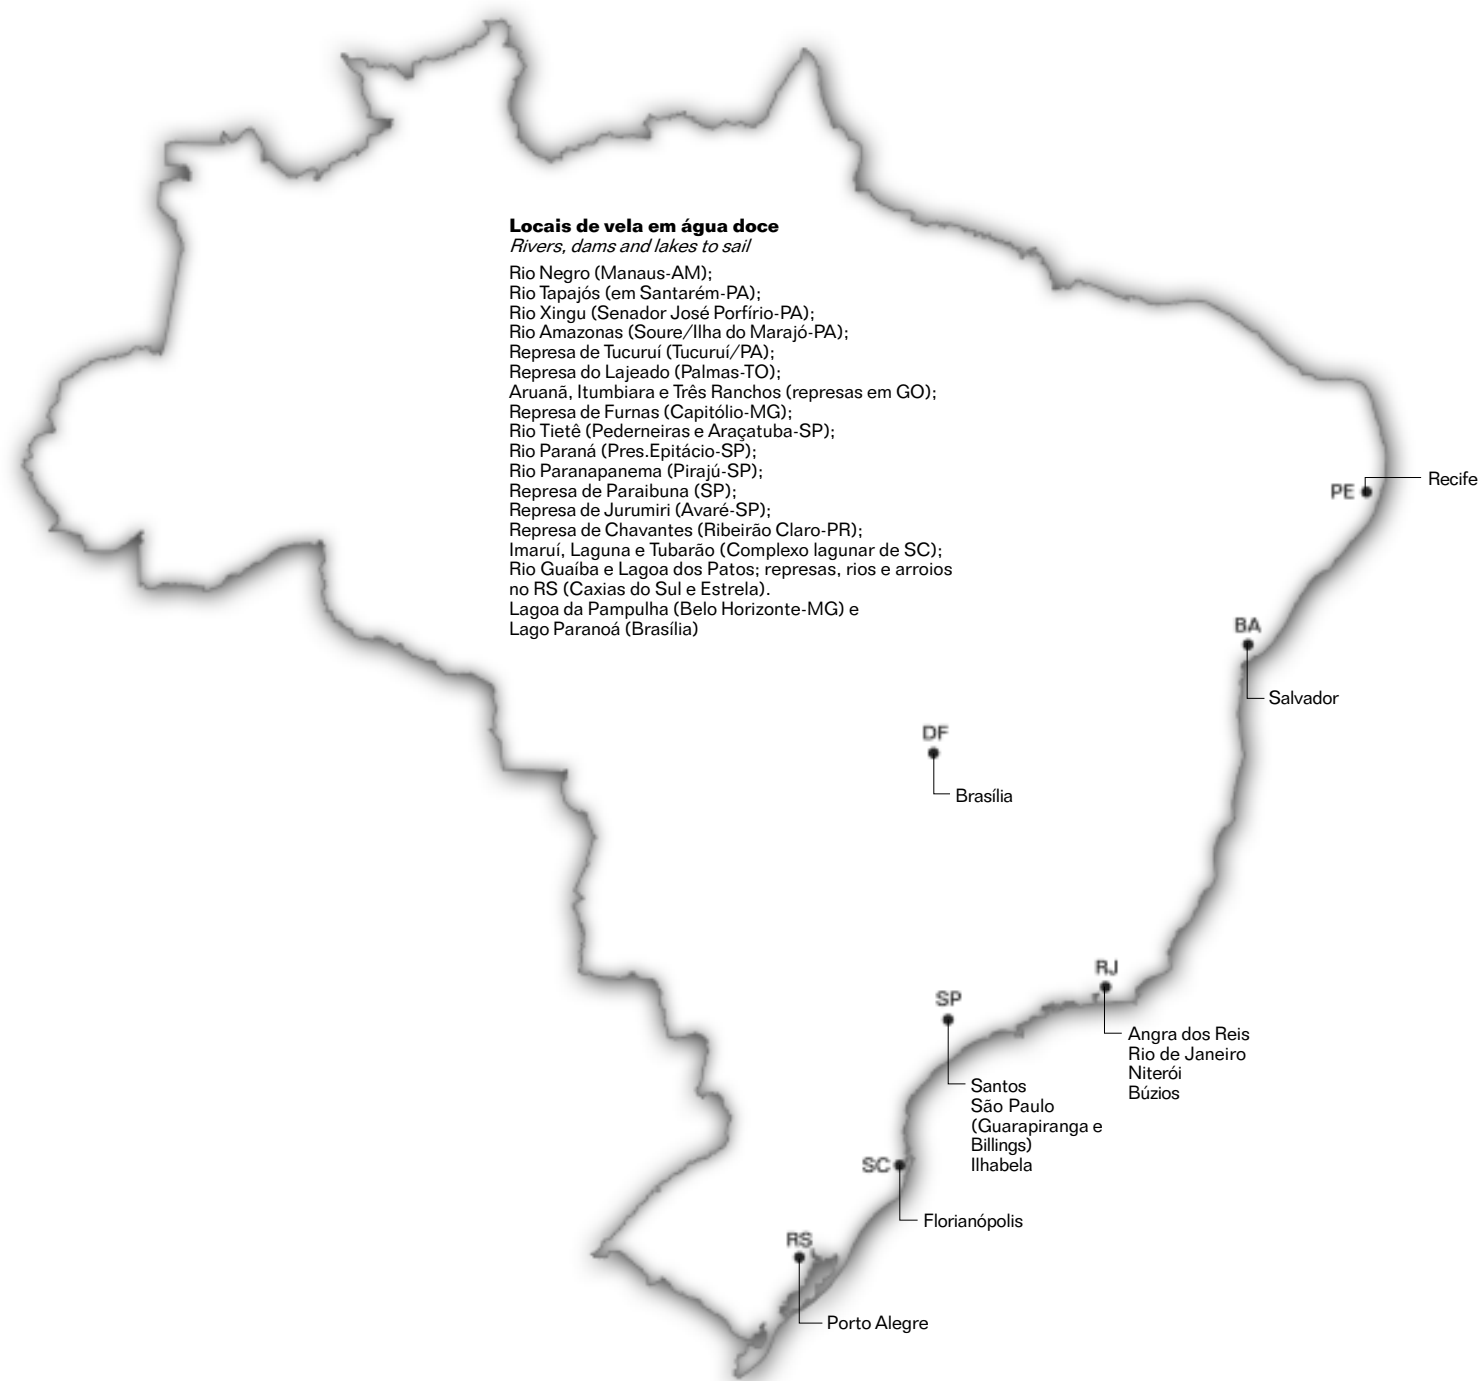 Locais de vela em água doce
Rivers, dams and lakes to sail
Rio Negro (Manaus-AM);
Rio Tapajós (em Santarém-PA);
Rio Xingu (Senador José Porfírio-PA);
Rio Amazonas (Soure/Ilha do Marajó-PA);
Represa de Tucuruí (Tucuruí/PA);
Represa do Lajeado (Palmas-TO);
Aruanã, Itumbiara e Três Ranchos (represas em GO);
Represa de Furnas (Capitólio-MG);
Rio Tietê (Pederneiras e Araçatuba-SP);
Rio Paraná (Pres.Epitácio-SP);
Rio Paranapanema (Pirajú-SP);
Represa de Paraibuna (SP);
Represa de Jurumiri (Avaré-SP);
Represa de Chavantes (Ribeirão Claro-PR);
Imaruí, Laguna e Tubarão (Complexo lagunar de SC);
Rio Guaíba e Lagoa dos Patos; represas, rios e arroios
no RS (Caxias do Sul e Estrela).
Lagoa da Pampulha (Belo Horizonte-MG) e
Lago Paranoá (Brasília)
PE
Recife
BA
Salvador
DF
Brasília
RJ
Angra dos Reis
Rio de Janeiro
Niterói
Búzios
SP
Santos
São Paulo
(Guarapiranga e
Billings)
Ilhabela
SC
Florianópolis
RS
Porto Alegre